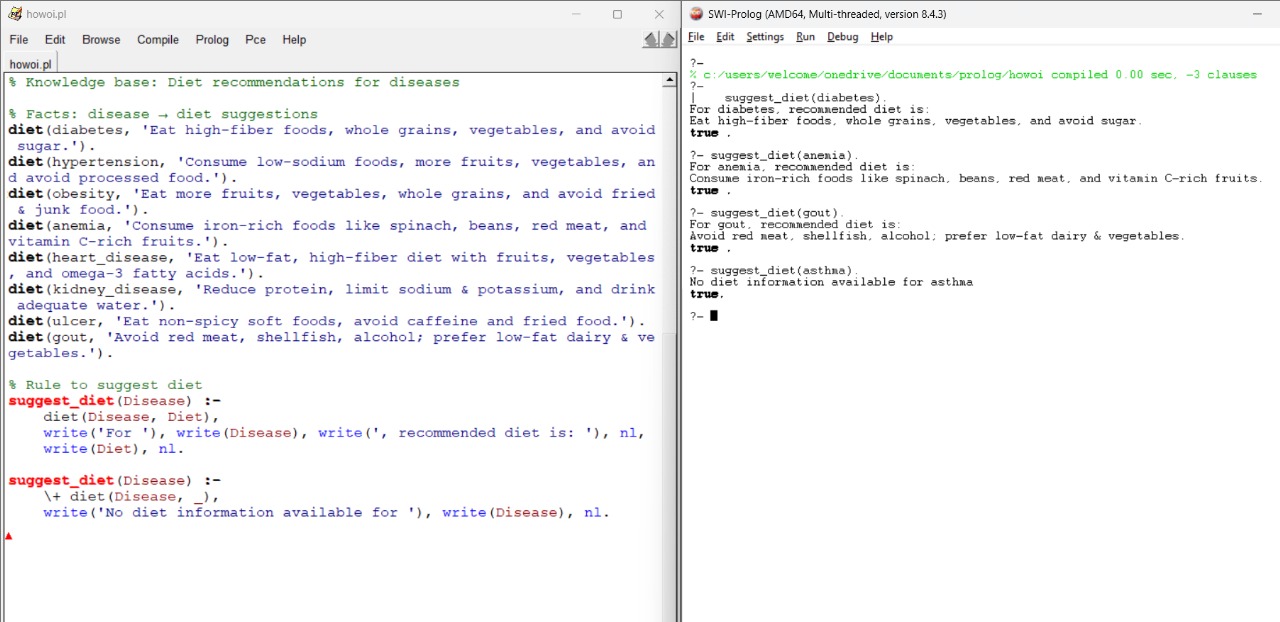 howoi.pl
File Edit Browse Compile Prolog Pce Help
howoi.pl
% Knowledge base: Diet recommendations for diseases
% Facts: disease → diet suggestions
diet(diabetes, 'Eat high-fiber foods, whole grains, vegetables, and avoid
 sugar.').
diet(hypertension, 'Consume low-sodium foods, more fruits, vegetables, an
d avoid processed food.').
diet(obesity, 'Eat more fruits, vegetables, whole grains, and avoid fried
 & junk food.').
diet(anemia, 'Consume iron-rich foods like spinach, beans, red meat, and
vitamin C-rich fruits.').
diet(heart_disease, 'Eat low-fat, high-fiber diet with fruits, vegetables
, and omega-3 fatty acids.').
diet(kidney_disease, 'Reduce protein, limit sodium & potassium, and drink
 adequate water.').
diet(ulcer, 'Eat non-spicy soft foods, avoid caffeine and fried food.').
diet(gout, 'Avoid red meat, shellfish, alcohol; prefer low-fat dairy & ve
getables.').
% Rule to suggest diet
suggest_diet(Disease) :-
    diet(Disease, Diet),
    write('For '), write(Disease), write(', recommended diet is: '), nl,
    write(Diet), nl.
suggest_diet(Disease) :-
    \+ diet(Disease, _),
    write('No diet information available for '), write(Disease), nl.
SWI-Prolog (AMD64, Multi-threaded, version 8.4.3)
File Edit Settings Run Debug Help
?-
% c:/users/welcome/onedrive/documents/prolog/howoi compiled 0.00 sec, -3 clauses
?-
|    suggest_diet(diabetes).
For diabetes, recommended diet is:
Eat high-fiber foods, whole grains, vegetables, and avoid sugar.
true .
?- suggest_diet(anemia).
For anemia, recommended diet is:
Consume iron-rich foods like spinach, beans, red meat, and vitamin C-rich fruits.
true .
?- suggest_diet(gout).
For gout, recommended diet is:
Avoid red meat, shellfish, alcohol; prefer low-fat dairy & vegetables.
true .
?- suggest_diet(asthma).
No diet information available for asthma
true.
?-